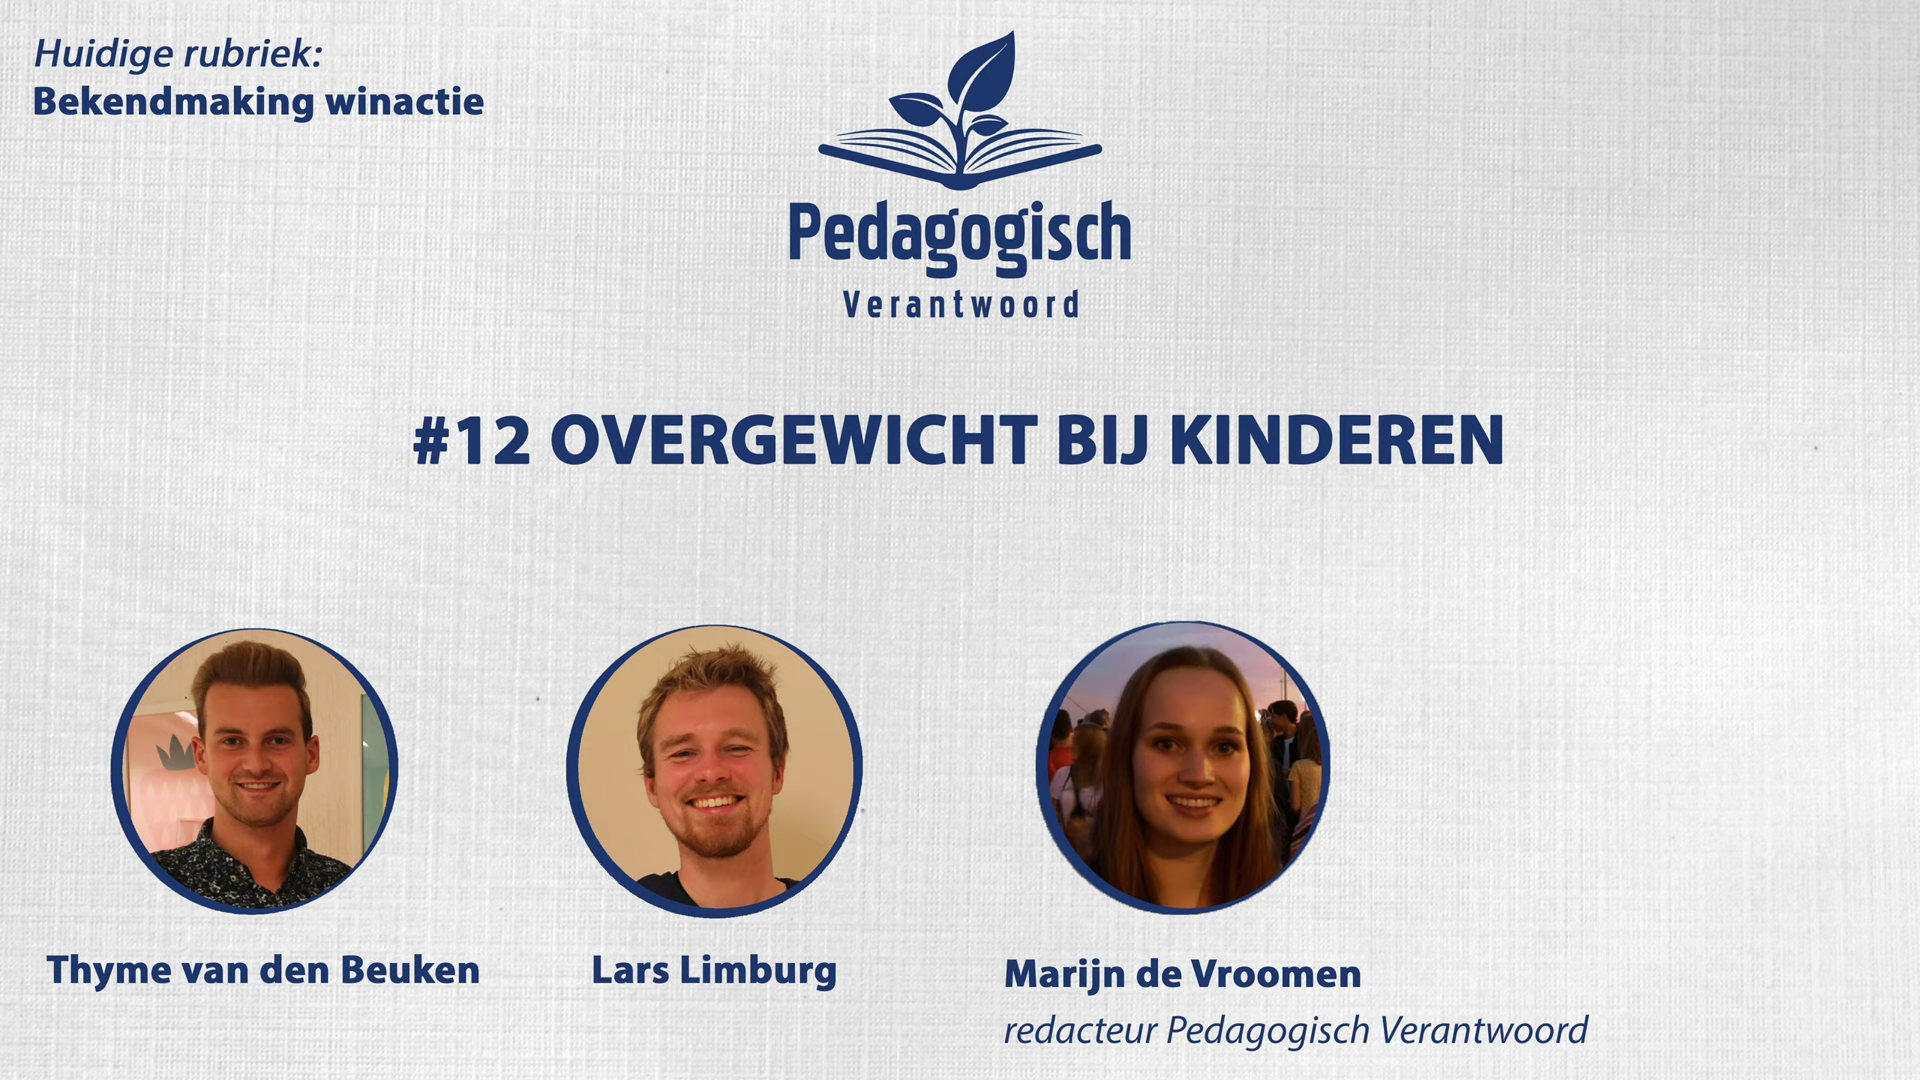 Huidige rubriek:
Bekendmaking winactie
Pedagogisch
Verantwoord
#12 OVERGEWICHT BIJ KINDEREN
Thyme van den Beuken
Lars Limburg
Marijn de Vroomen
redacteur Pedagogisch Verantwoord